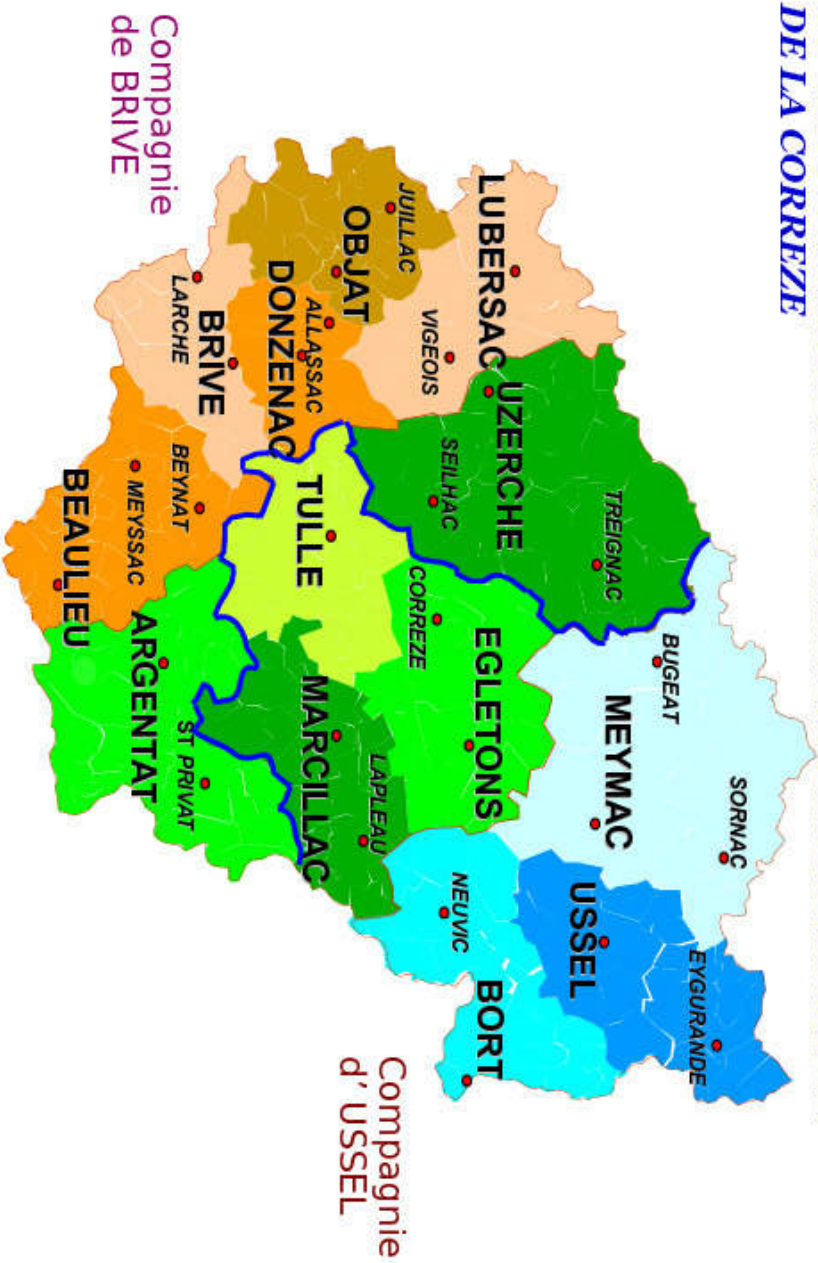 DE LA CORREZE
SORNAC
EYGURANDE
BUGEAT
TREIGNAC
MEYMAC
USSEL
LUBERSAC
UZERCHE
EGLETONS
BORT
NEUVIC
SEILHAC
VIGEOIS
CORREZE
JUILLAC
Compagnie
d' USSEL
LAPLEAU
OBJAT
ALLASSAC
TULLE
MARCILLAC
DONZENAC
BRIVE
LARCHE
BEYNAT
ST PRIVAT
Compagnie
de BRIVE
ARGENTAT
MEYSSAC
BEAULIEU